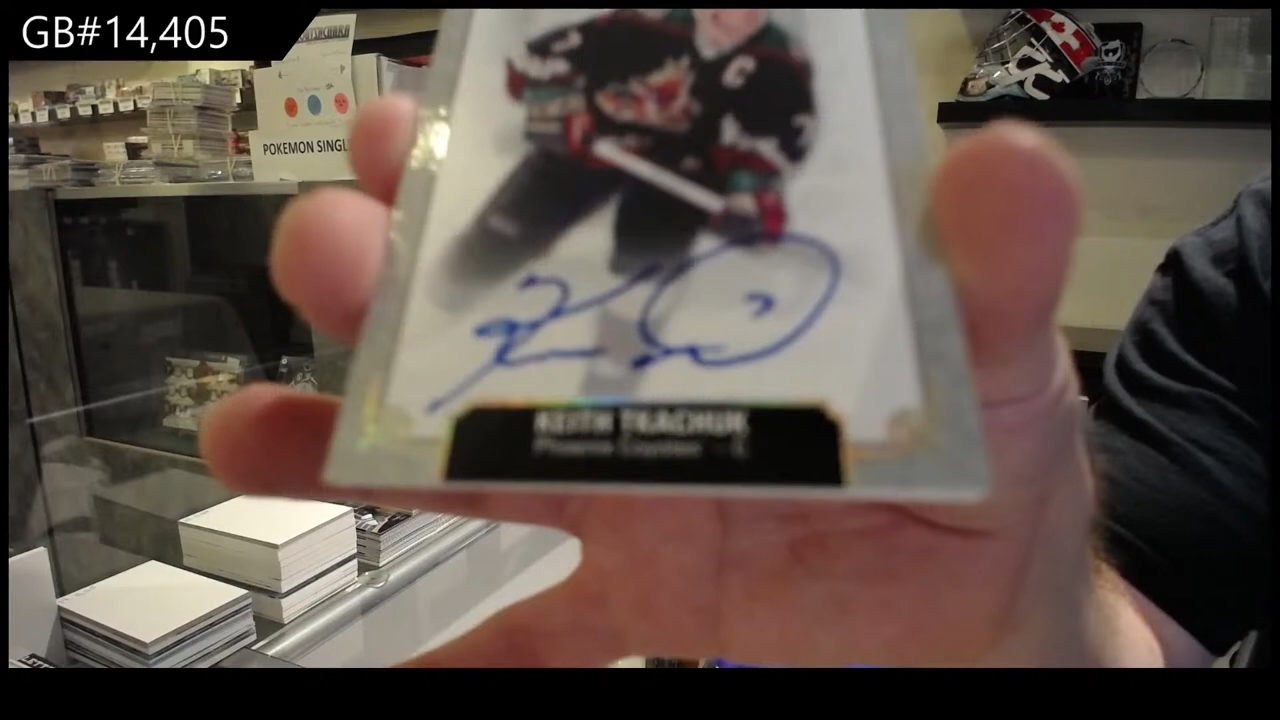 GB#14,405
POKEMON SINGL
C
KEITH TKACHUK
Phoenix Coyotes - C